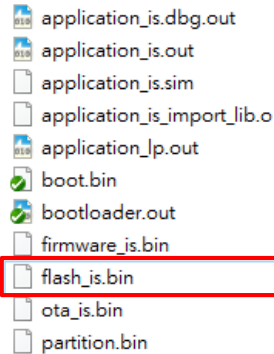 application_is.dbg.out
application_is.out
application_is.sim
application_is_import_lib.o
application_lp.out
boot.bin
bootloader.out
firmware_is.bin
flash_is.bin
ota_is.bin
partition.bin